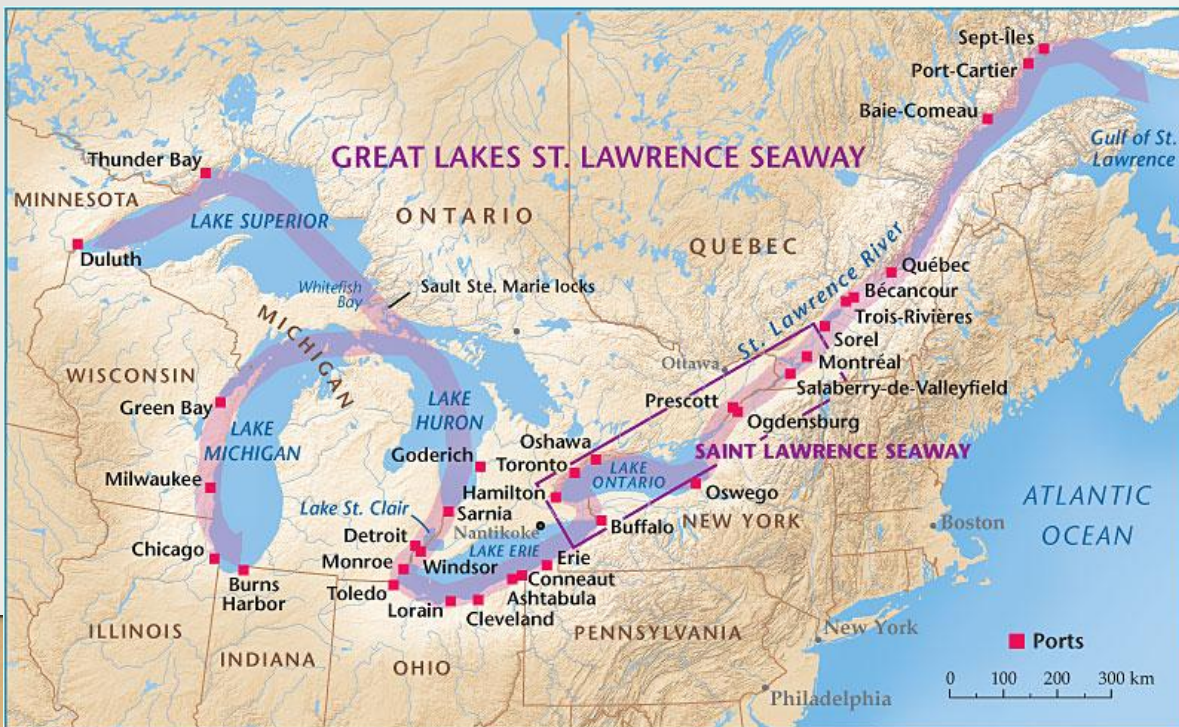 Sept-Îles
Port-Cartier
Baie-Comeau
Gulf of St.
Lawrence
Thunder Bay
GREAT LAKES ST. LAWRENCE SEAWAY
MINNESOTA
LAKE SUPERIOR
ONTARIO
QUEBEC
Duluth
St. Lawrence River
Québec
Whitefish
Bay
Sault Ste. Marie locks
Bécancour
Trois-Rivières
MICHIGAN
Sorel
Ottawa
Montréal
WISCONSIN
Salaberry-de-Valleyfield
Green Bay
LAKE
HURON
Prescott
Ogdensburg
LAKE
MICHIGAN
Oshawa
SAINT LAWRENCE SEAWAY
Goderich
Toronto
LAKE
ONTARIO
Milwaukee
Hamilton
Oswego
ATLANTIC
OCEAN
Lake St. Clair
Sarnia
Nantikoke
Buffalo
NEW YORK
Boston
Detroit
LAKE ERIE
Chicago
Monroe
Windsor
Erie
Burns
Harbor
Toledo
Conneaut
Ashtabula
Lorain
Cleveland
ILLINOIS
PENNSYLVANIA
New York
Ports
INDIANA
OHIO
0 100 200 300 km
Philadelphia